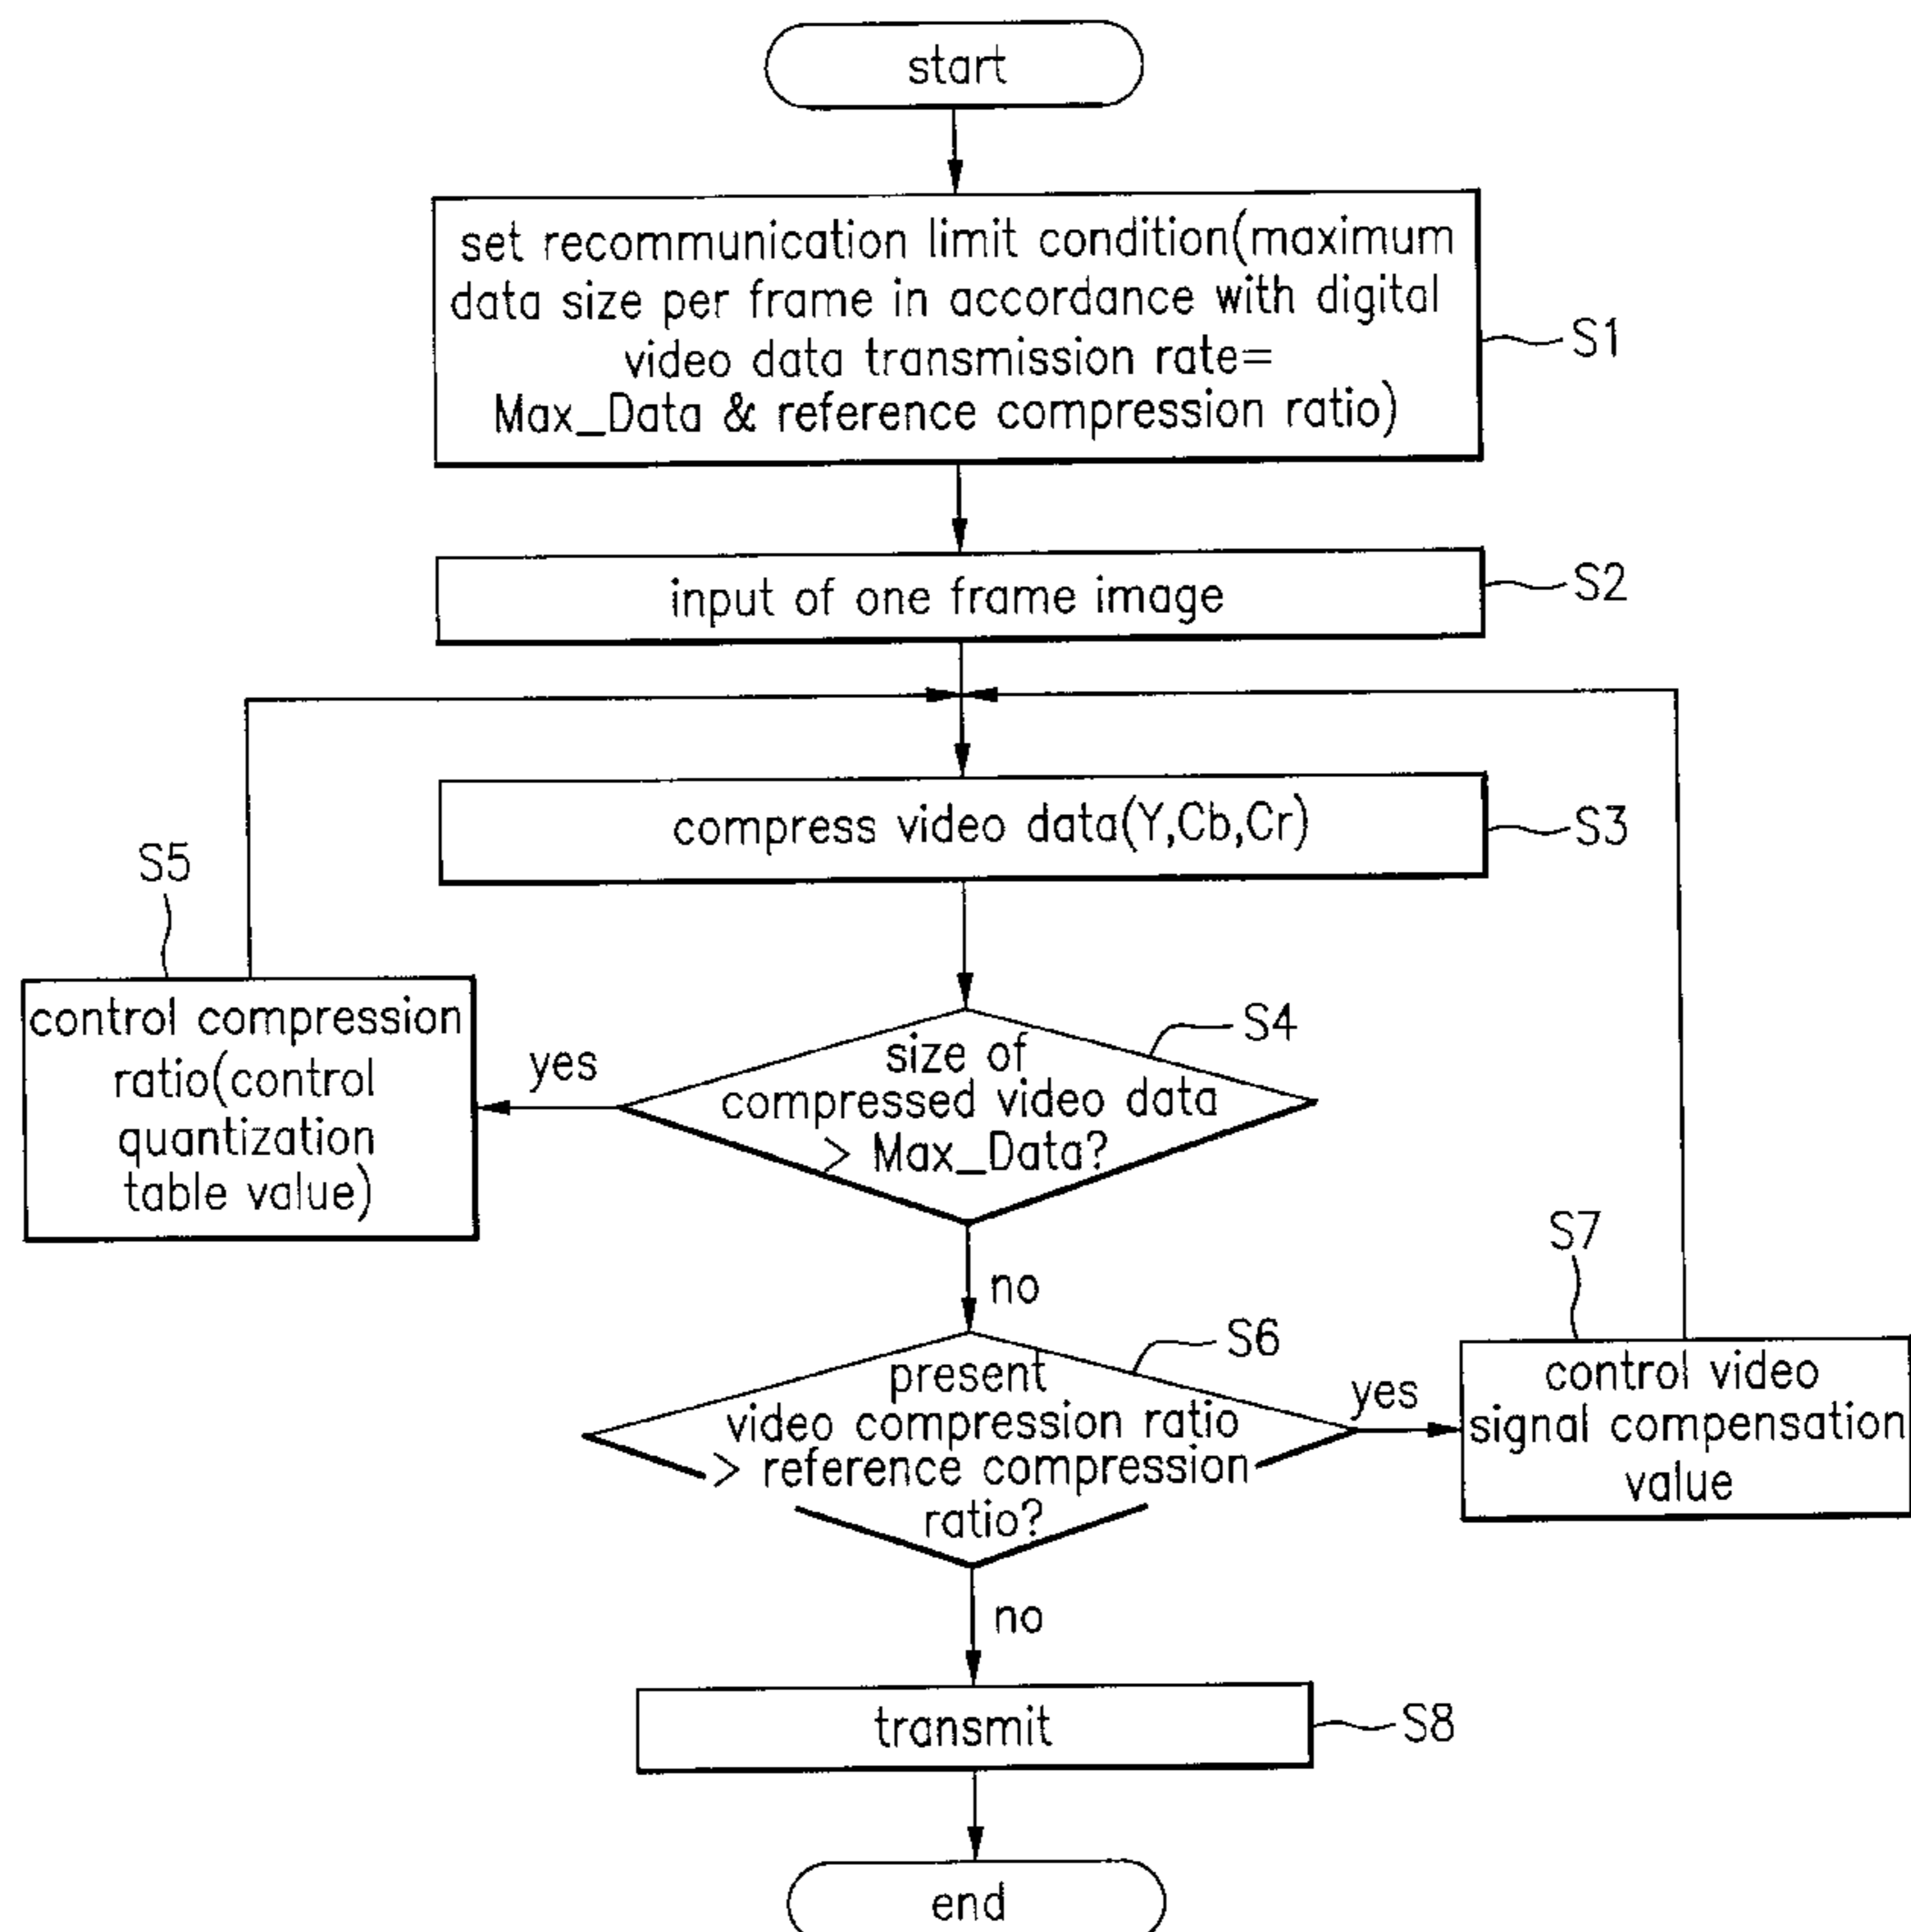 start
set recommunication limit condition(maximum
data size per frame in accordance with digital
video data transmission rate=
Max_Data & reference compression ratio)
S1
input of one frame image
S2
compress video data(Y,Cb,Cr)
S3
S5
control compression
ratio(control
quantization
table value)
yes
size of
compressed video data
> Max_Data?
S4
no
present
video compression ratio
> reference compression
ratio?
S6
yes
S7
control video
signal compensation
value
no
transmit
S8
end